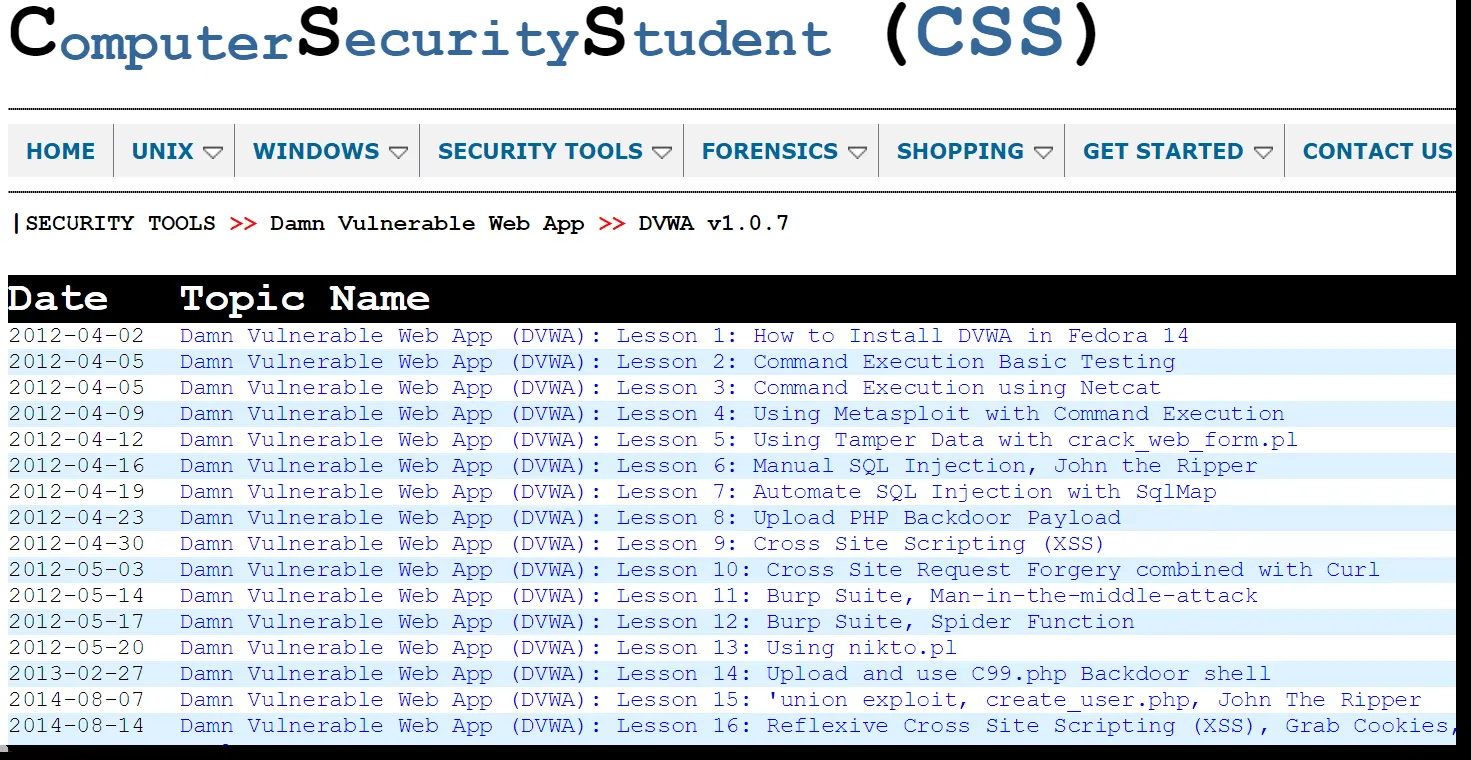 ComputerSecurityStudent (CSS)
HOME UNIX WINDOWS SECURITY TOOLS FORENSICS SHOPPING GET STARTED CONTACT US
|SECURITY TOOLS >> Damn Vulnerable Web App >> DVWA v1.0.7
Date Topic Name
2012-04-02 Damn Vulnerable Web App (DVWA): Lesson 1: How to Install DVWA in Fedora 14
2012-04-05 Damn Vulnerable Web App (DVWA): Lesson 2: Command Execution Basic Testing
2012-04-05 Damn Vulnerable Web App (DVWA): Lesson 3: Command Execution using Netcat
2012-04-09 Damn Vulnerable Web App (DVWA): Lesson 4: Using Metasploit with Command Execution
2012-04-12 Damn Vulnerable Web App (DVWA): Lesson 5: Using Tamper Data with crack_web_form.pl
2012-04-16 Damn Vulnerable Web App (DVWA): Lesson 6: Manual SQL Injection, John the Ripper
2012-04-19 Damn Vulnerable Web App (DVWA): Lesson 7: Automate SQL Injection with SqlMap
2012-04-23 Damn Vulnerable Web App (DVWA): Lesson 8: Upload PHP Backdoor Payload
2012-04-30 Damn Vulnerable Web App (DVWA): Lesson 9: Cross Site Scripting (XSS)
2012-05-03 Damn Vulnerable Web App (DVWA): Lesson 10: Cross Site Request Forgery combined with Curl
2012-05-14 Damn Vulnerable Web App (DVWA): Lesson 11: Burp Suite, Man-in-the-middle-attack
2012-05-17 Damn Vulnerable Web App (DVWA): Lesson 12: Burp Suite, Spider Function
2012-05-20 Damn Vulnerable Web App (DVWA): Lesson 13: Using nikto.pl
2013-02-27 Damn Vulnerable Web App (DVWA): Lesson 14: Upload and use C99.php Backdoor shell
2014-08-07 Damn Vulnerable Web App (DVWA): Lesson 15: 'union exploit, create_user.php, John The Ripper
2014-08-14 Damn Vulnerable Web App (DVWA): Lesson 16: Reflexive Cross Site Scripting (XSS), Grab Cookies,